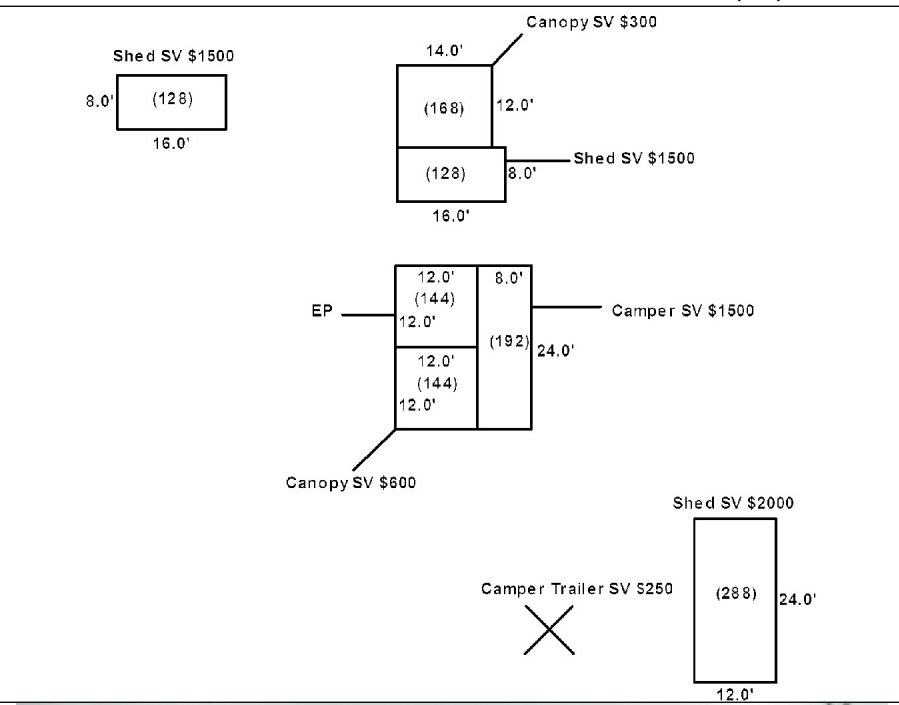 Canopy SV $300
Shed SV $1500
14.0'
8.0'
(128)
16.0'
(168)
12.0'
Shed SV $1500
(128)
8.0'
16.0'
12.0'
8.0'
(144)
EP
12.0'
Camper SV $1500
(192)
24.0'
12.0'
(144)
12.0'
Canopy SV $600
Shed SV $2000
Camper Trailer SV $250
(288)
24.0'
12.0'